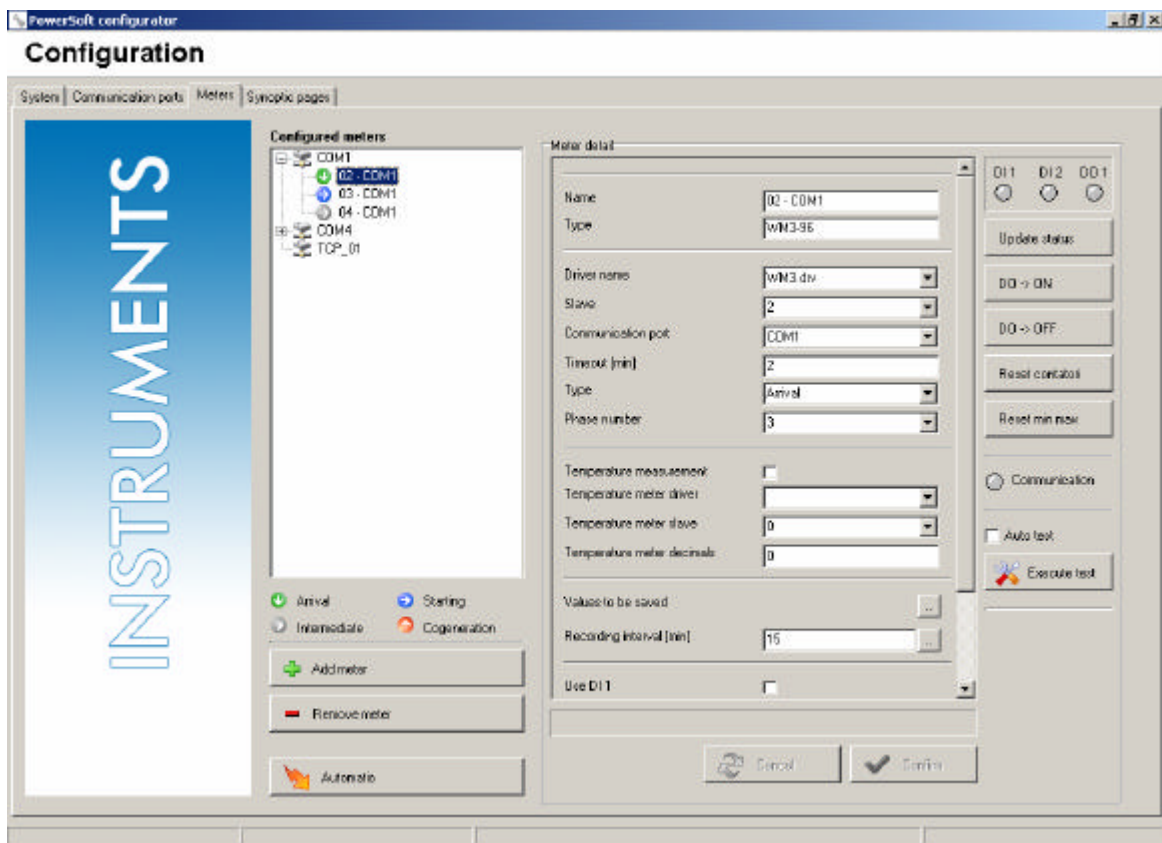 PowerSoft configurator
Configuration
System Communication ports Meters Synoptic pages
INSTRUMENTS
Configured meters
COM1
02 - COM1
03 - COM1
04 - COM1
COM4
TCP_01
Arrival Starting
Intermediate Cogeneration
Add meter
Remove meter
Automatic
Meter detail
Name 02 - COM1
Type WM3-96
Driver name WM3.drv
Slave 2
Communication port COM1
Timeout [min] 2
Type Arrival
Phase number 3
Temperature measurement
Temperature meter driver
Temperature meter slave 0
Temperature meter decimals 0
Values to be saved ...
Recording interval [min] 15 ...
Use DI 1
Cancel Confirm
DI 1 DI 2 DO 1
Update status
DO -> ON
DO -> OFF
Reset contatori
Reset min max
Communication
Auto test
Execute test